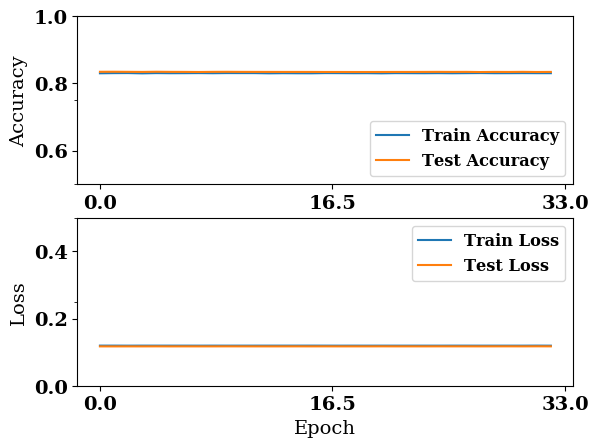 1.0
0.8
0.6
Accuracy
Train Accuracy
Test Accuracy
0.0 16.5 33.0
0.4
0.2
0.0
Loss
Train Loss
Test Loss
0.0 16.5 33.0
Epoch